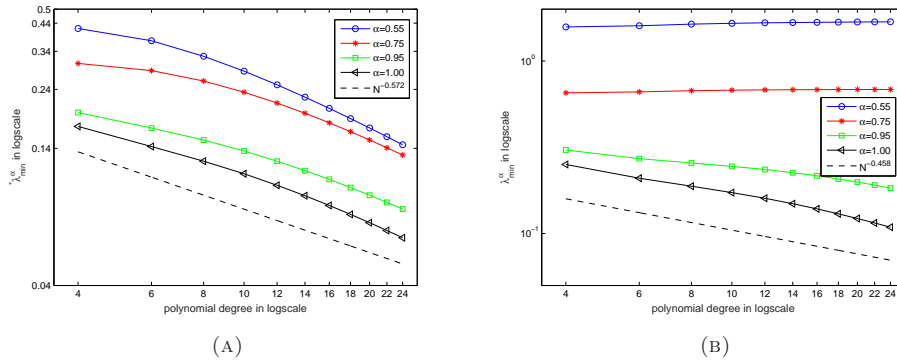 0.5
0.44
0.34
0.24
0.14
0.04
4
6
8
10
12
14
16
18
20
22
24
polynomial degree in logscale
*λ^α_min in logscale
α=0.55
α=0.75
α=0.95
α=1.00
N^−0.572
(A)
10^0
10^−1
4
6
8
10
12
14
16
18
20
22
24
polynomial degree in logscale
λ^α_min in logscale
α=0.55
α=0.75
α=0.95
α=1.00
N^−0.458
(B)